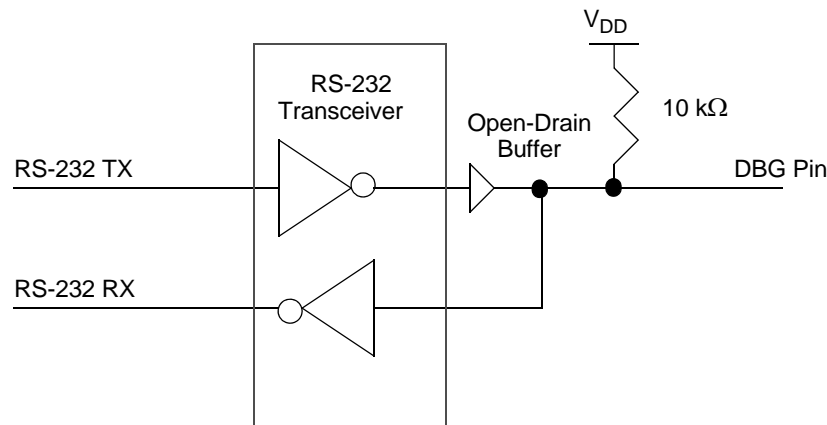 V_DD
RS-232
Transceiver
10 kΩ
Open-Drain
Buffer
RS-232 TX
DBG Pin
RS-232 RX